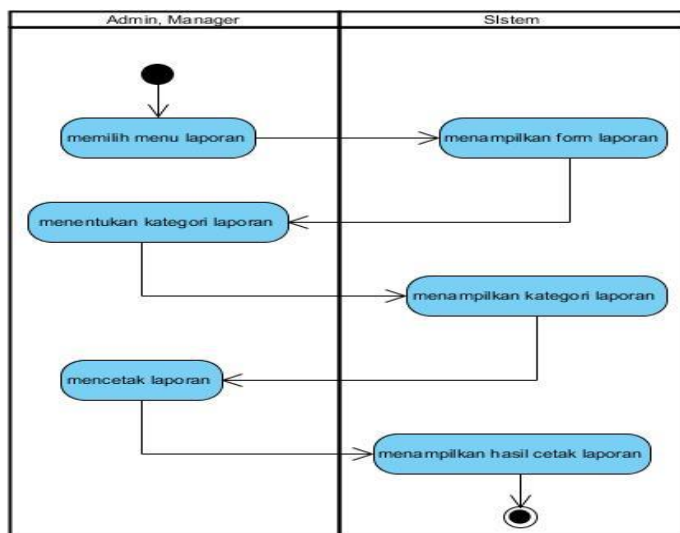 Admin, Manager
SIstem
memilih menu laporan
menampilkan form laporan
menentukan kategori laporan
menampilkan kategori laporan
mencetak laporan
menampilkan hasil cetak laporan